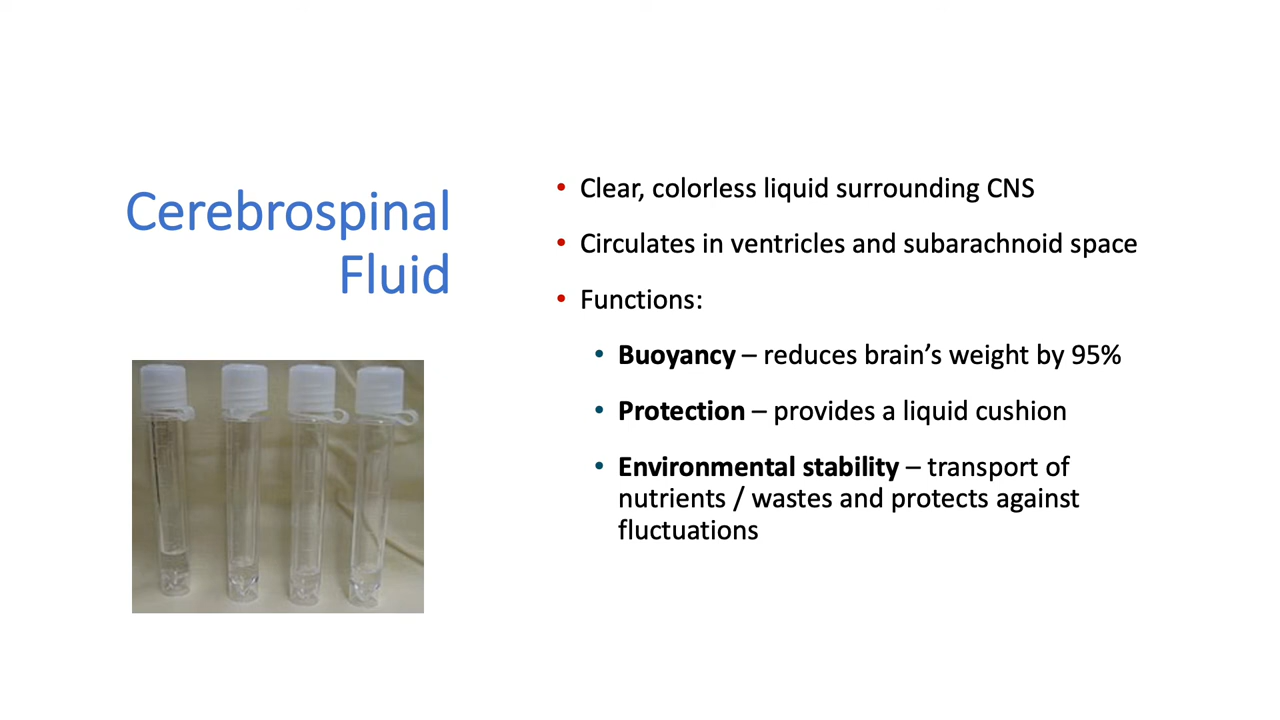 Cerebrospinal
Fluid
• Clear, colorless liquid surrounding CNS
• Circulates in ventricles and subarachnoid space
• Functions:
• Buoyancy – reduces brain’s weight by 95%
• Protection – provides a liquid cushion
• Environmental stability – transport of
nutrients / wastes and protects against
fluctuations